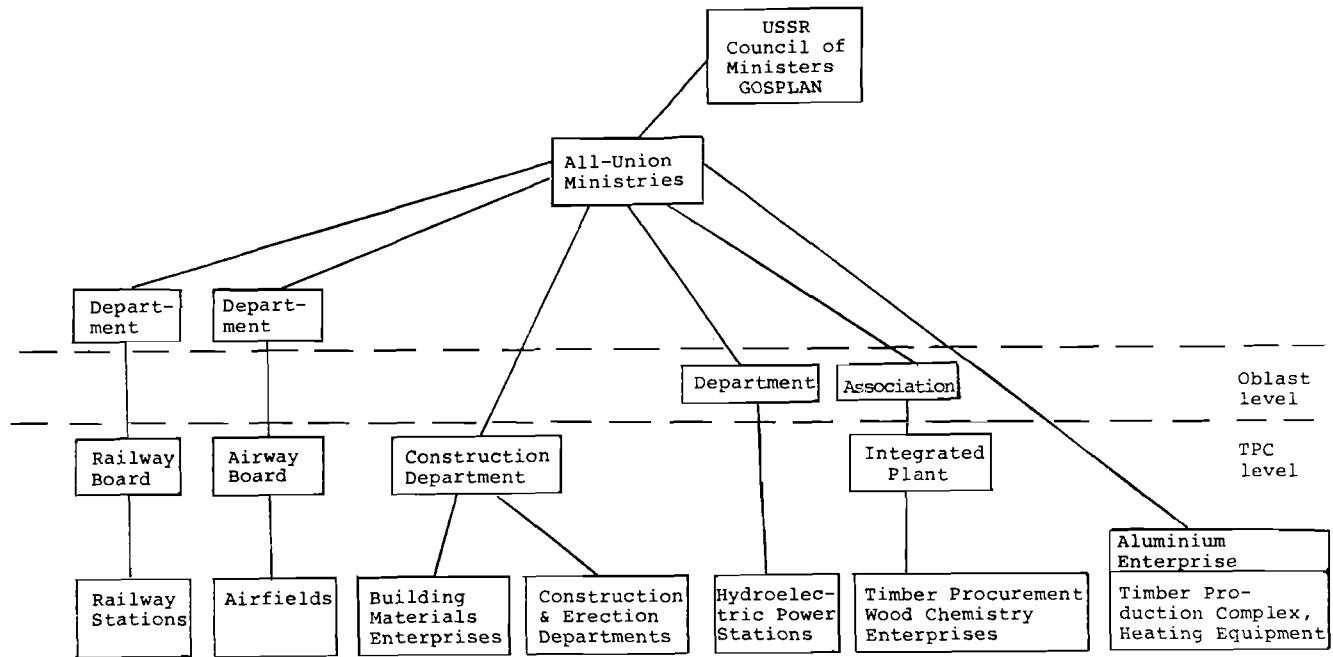 USSR
Council of
Ministers
GOSPLAN
All-Union
Ministries
Depart-
ment
Depart-
ment
Department
Association
Oblast
level
Railway
Board
Airway
Board
Construction
Department
Integrated
Plant
TPC
level
Railway
Stations
Airfields
Building
Materials
Enterprises
Construction
& Erection
Departments
Hydroelec-
tric Power
Stations
Timber Procurement
Wood Chemistry
Enterprises
Aluminium
Enterprise
Timber Pro-
duction Complex,
Heating Equipment